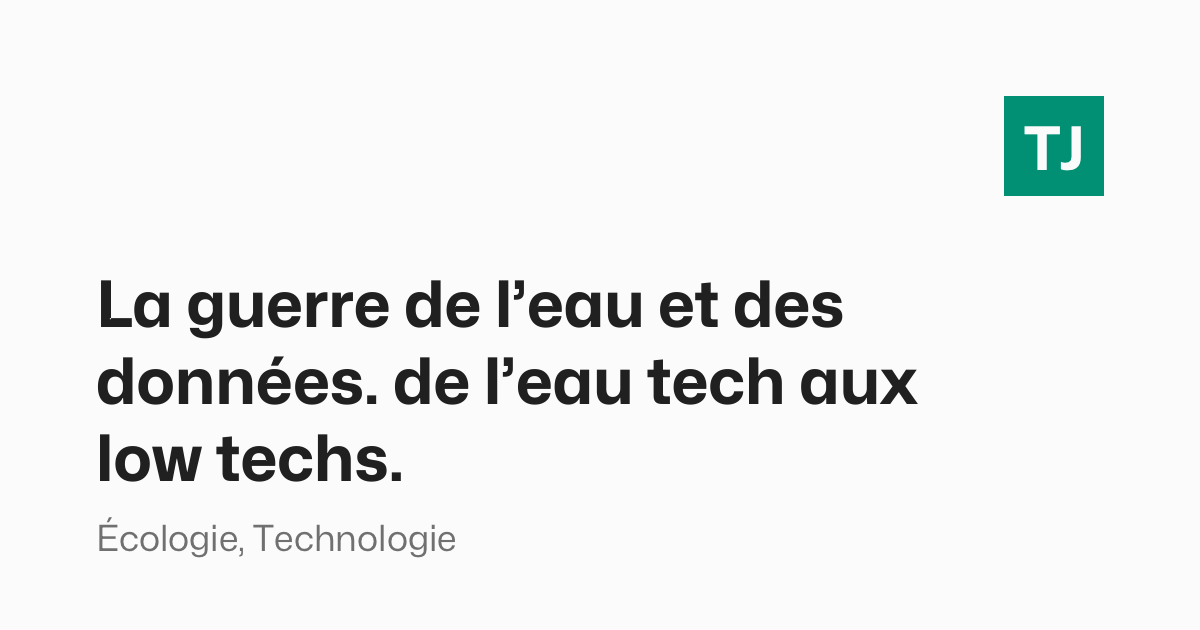 TJ
La guerre de l’eau et des
données. de l’eau tech aux
low techs.
Écologie, Technologie